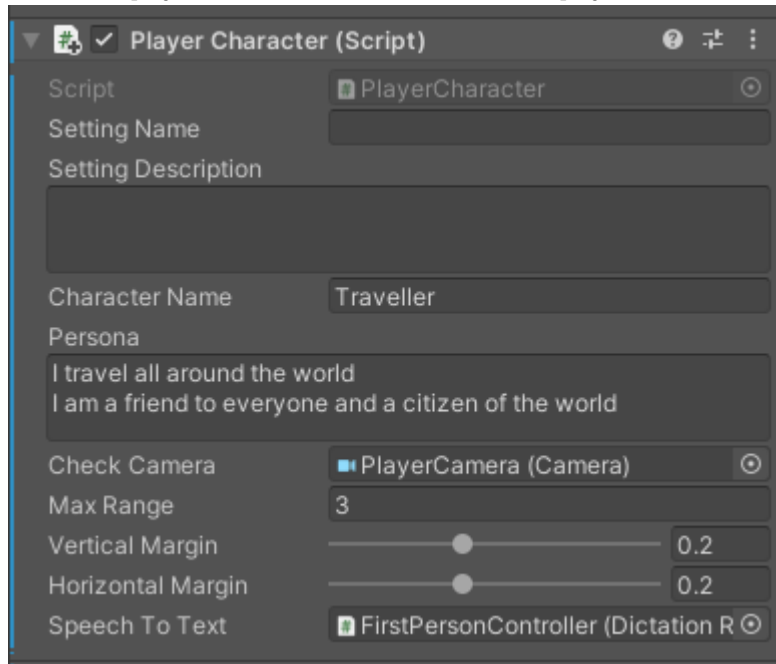 Player Character (Script)
Script PlayerCharacter
Setting Name
Setting Description
Character Name Traveller
Persona
I travel all around the world
I am a friend to everyone and a citizen of the world
Check Camera PlayerCamera (Camera)
Max Range 3
Vertical Margin 0.2
Horizontal Margin 0.2
Speech To Text FirstPersonController (Dictation R